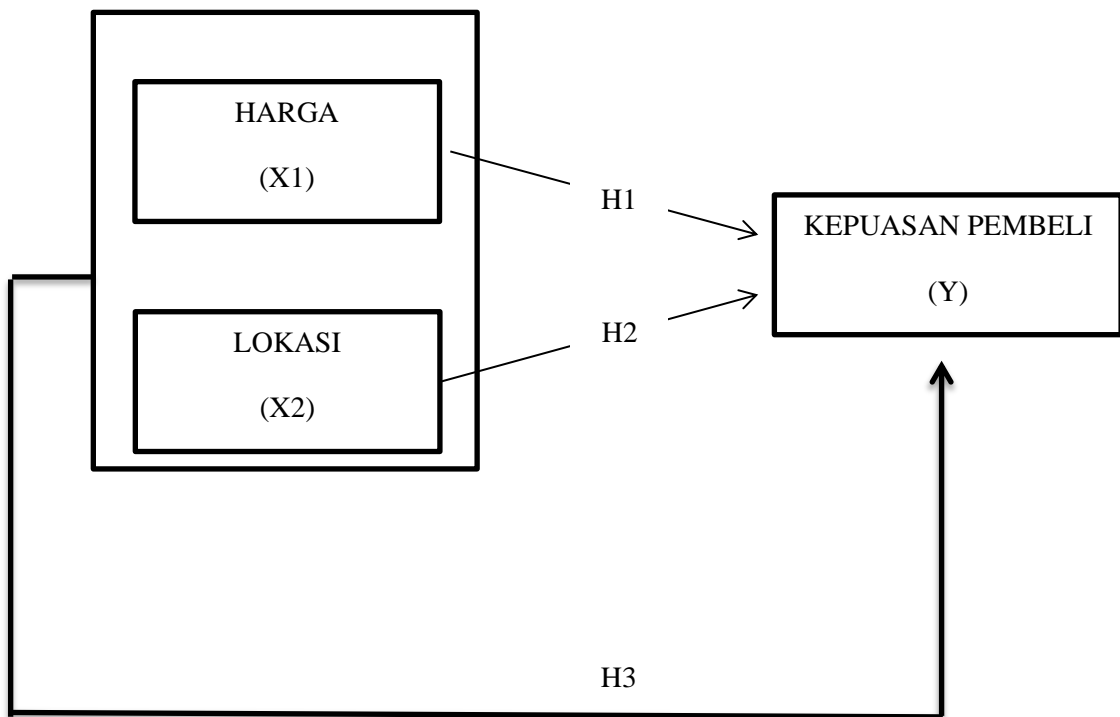 HARGA
(X1)
H1
KEPUASAN PEMBELI
(Y)
LOKASI
(X2)
H2
H3